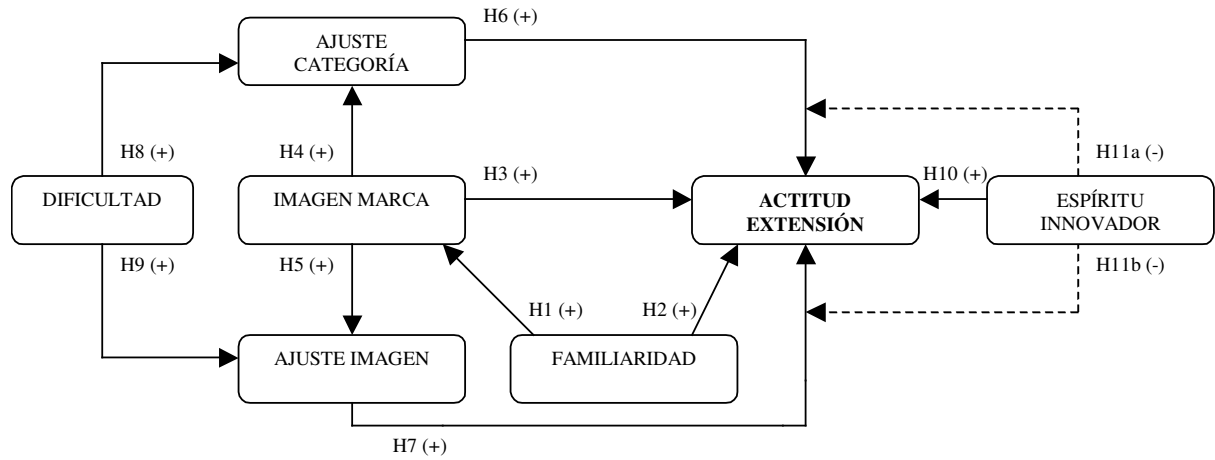 H6 (+)
AJUSTE
CATEGORÍA
H8 (+)
H4 (+)
H3 (+)
H11a (-)
H10 (+)
DIFICULTAD
IMAGEN MARCA
ACTITUD
EXTENSIÓN
ESPÍRITU
INNOVADOR
H9 (+)
H5 (+)
H11b (-)
H1 (+)
H2 (+)
AJUSTE IMAGEN
FAMILIARIDAD
H7 (+)